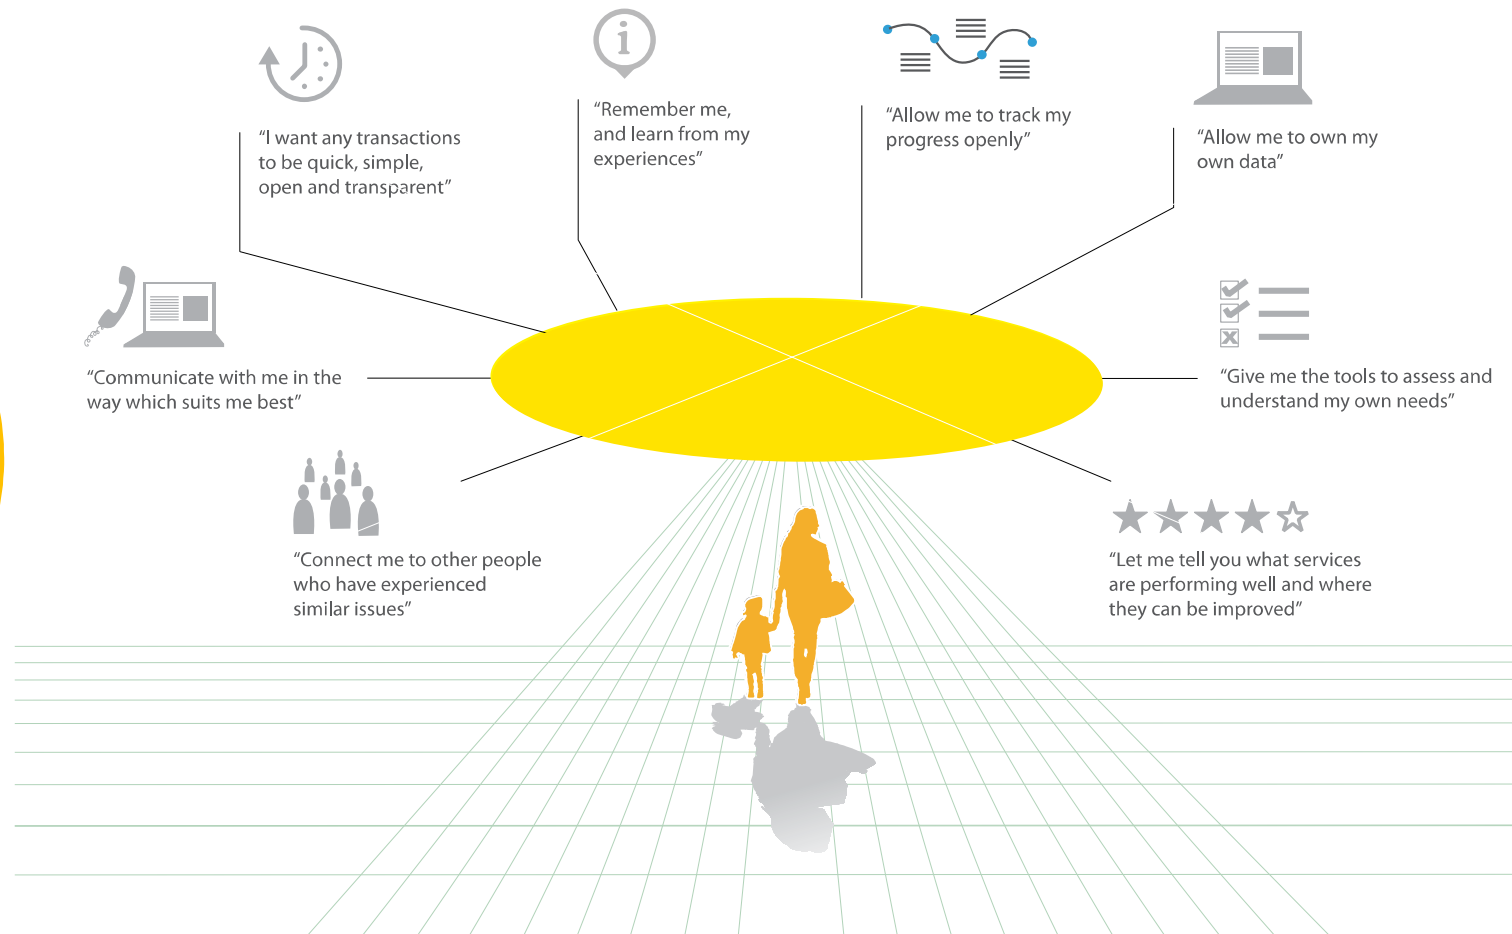 “I want any transactions
to be quick, simple,
open and transparent”
“Remember me,
and learn from my
experiences”
“Allow me to track my
progress openly”
“Allow me to own my
own data”
“Communicate with me in the
way which suits me best”
“Give me the tools to assess and
understand my own needs”
“Connect me to other people
who have experienced
similar issues”
“Let me tell you what services
are performing well and where
they can be improved”